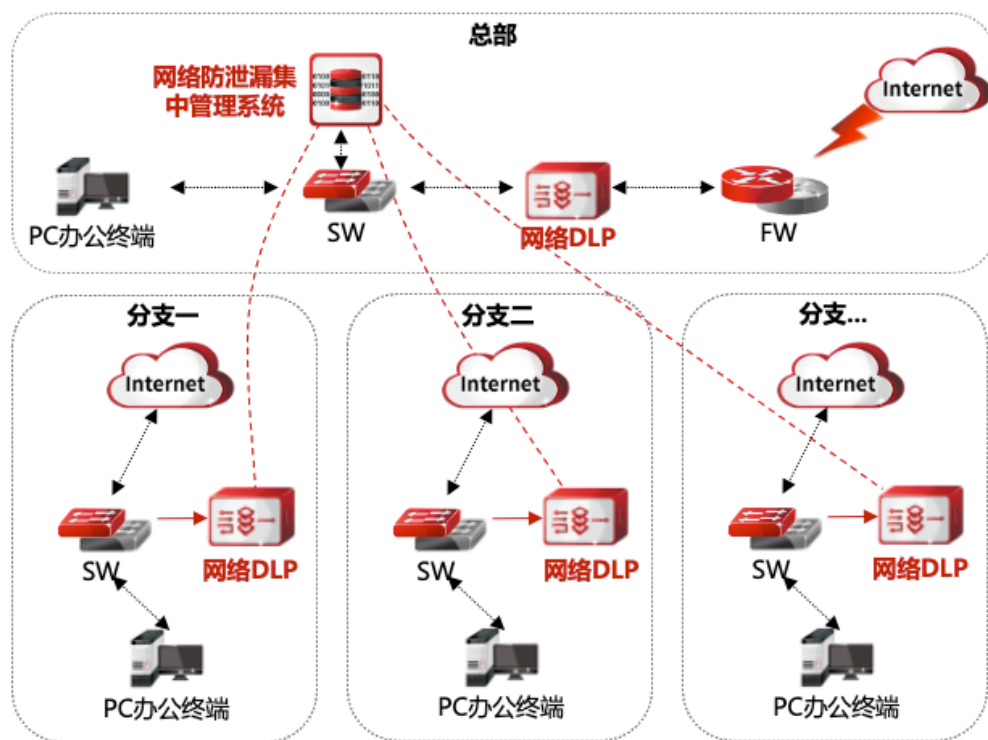 总部
网络防泄漏集
中管理系统
Internet
PC办公终端
SW
网络DLP
FW
分支一
分支二
分支...
Internet
Internet
Internet
SW
网络DLP
SW
网络DLP
SW
网络DLP
PC办公终端
PC办公终端
PC办公终端